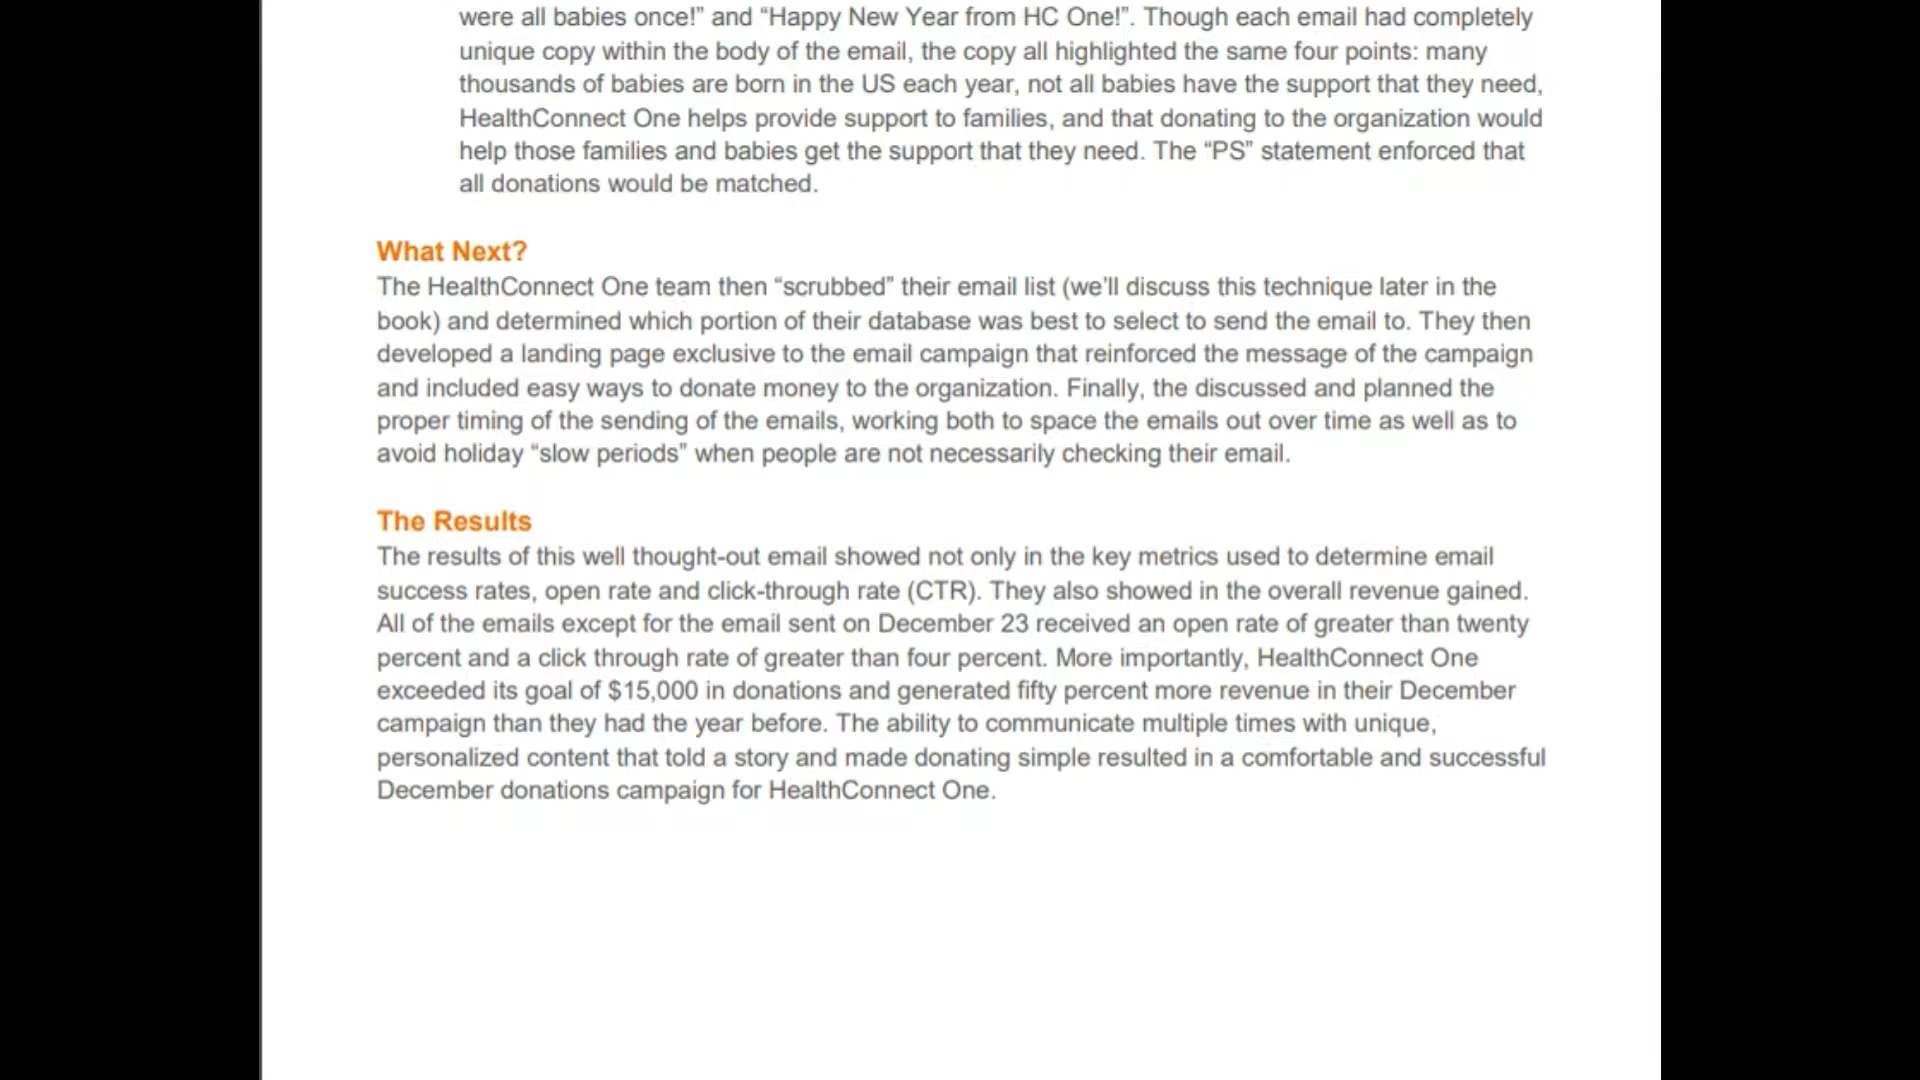 were all babies once!” and “Happy New Year from HC One!”. Though each email had completely
unique copy within the body of the email, the copy all highlighted the same four points: many
thousands of babies are born in the US each year, not all babies have the support that they need,
HealthConnect One helps provide support to families, and that donating to the organization would
help those families and babies get the support that they need. The “PS” statement enforced that
all donations would be matched.
What Next?
The HealthConnect One team then “scrubbed” their email list (we’ll discuss this technique later in the
book) and determined which portion of their database was best to select to send the email to. They then
developed a landing page exclusive to the email campaign that reinforced the message of the campaign
and included easy ways to donate money to the organization. Finally, the discussed and planned the
proper timing of the sending of the emails, working both to space the emails out over time as well as to
avoid holiday “slow periods” when people are not necessarily checking their email.
The Results
The results of this well thought-out email showed not only in the key metrics used to determine email
success rates, open rate and click-through rate (CTR). They also showed in the overall revenue gained.
All of the emails except for the email sent on December 23 received an open rate of greater than twenty
percent and a click through rate of greater than four percent. More importantly, HealthConnect One
exceeded its goal of $15,000 in donations and generated fifty percent more revenue in their December
campaign than they had the year before. The ability to communicate multiple times with unique,
personalized content that told a story and made donating simple resulted in a comfortable and successful
December donations campaign for HealthConnect One.